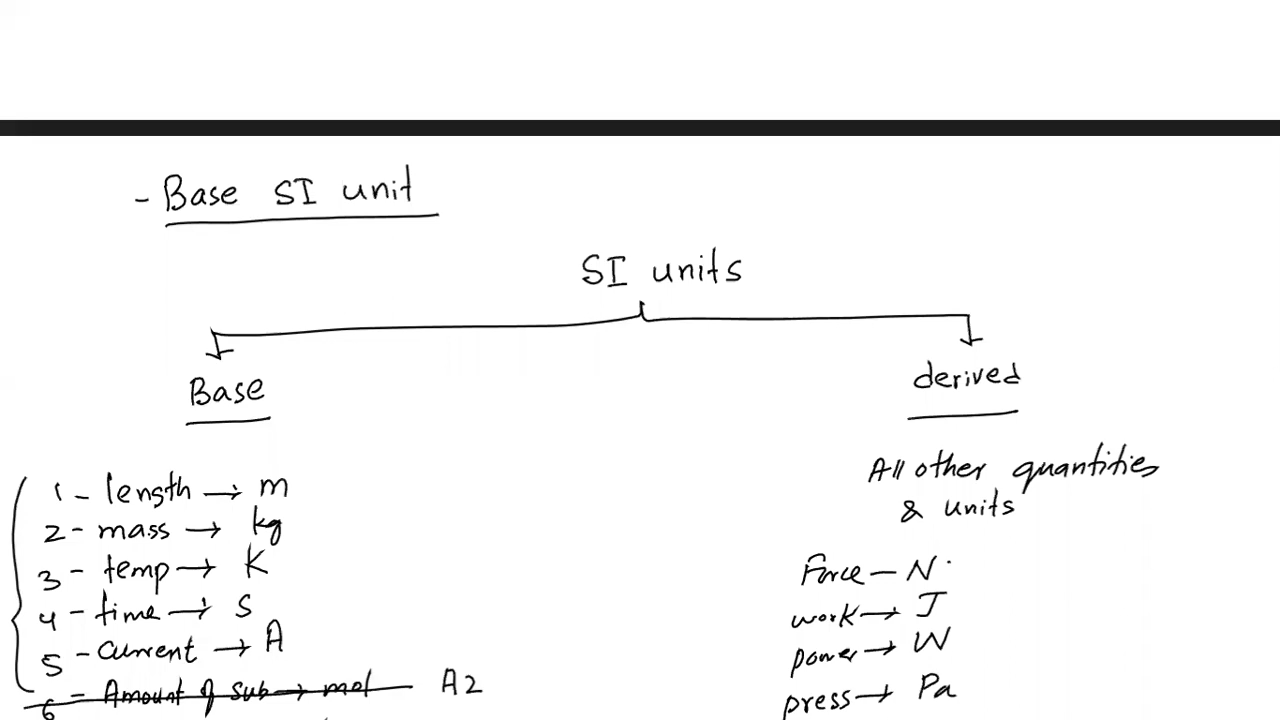 - Base SI unit
SI units
Base
derived
1 - length → m
2 - mass → kg
3 - temp → K
4 - time → s
5 - Current → A
6 - Amount of sub → mol A2
All other quantities
& units
Force - N
work → J
power → W
press → Pa